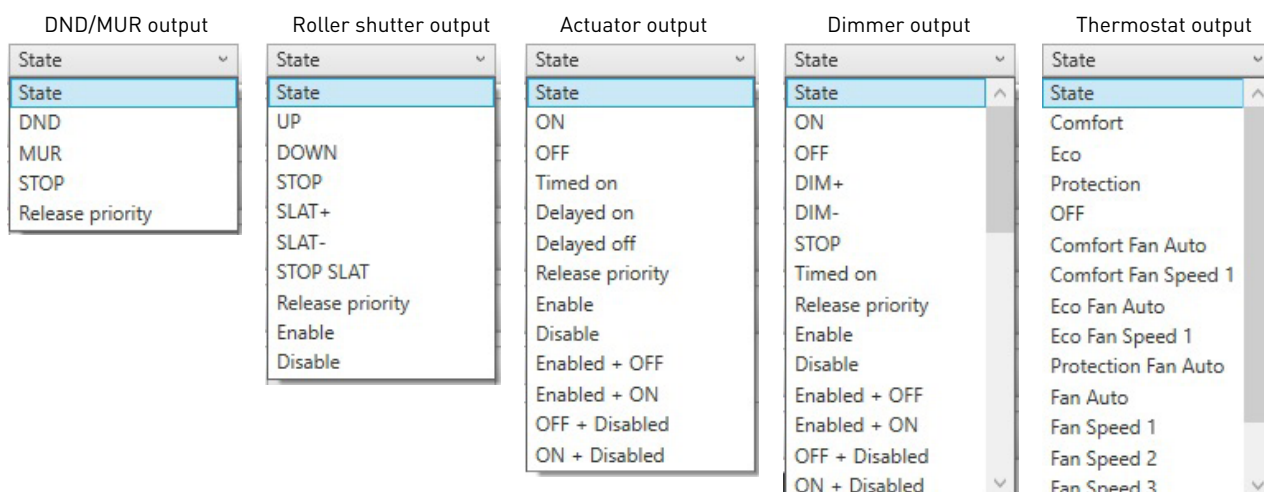 DND/MUR output
State
State
DND
MUR
STOP
Release priority
Roller shutter output
State
State
UP
DOWN
STOP
SLAT+
SLAT-
STOP SLAT
Release priority
Enable
Disable
Actuator output
State
State
ON
OFF
Timed on
Delayed on
Delayed off
Release priority
Enable
Disable
Enabled + OFF
Enabled + ON
OFF + Disabled
ON + Disabled
Dimmer output
State
State
ON
OFF
DIM+
DIM-
STOP
Timed on
Release priority
Enable
Disable
Enabled + OFF
Enabled + ON
OFF + Disabled
ON + Disabled
Thermostat output
State
State
Comfort
Eco
Protection
OFF
Comfort Fan Auto
Comfort Fan Speed 1
Eco Fan Auto
Eco Fan Speed 1
Protection Fan Auto
Fan Auto
Fan Speed 1
Fan Speed 2
Fan Speed 3